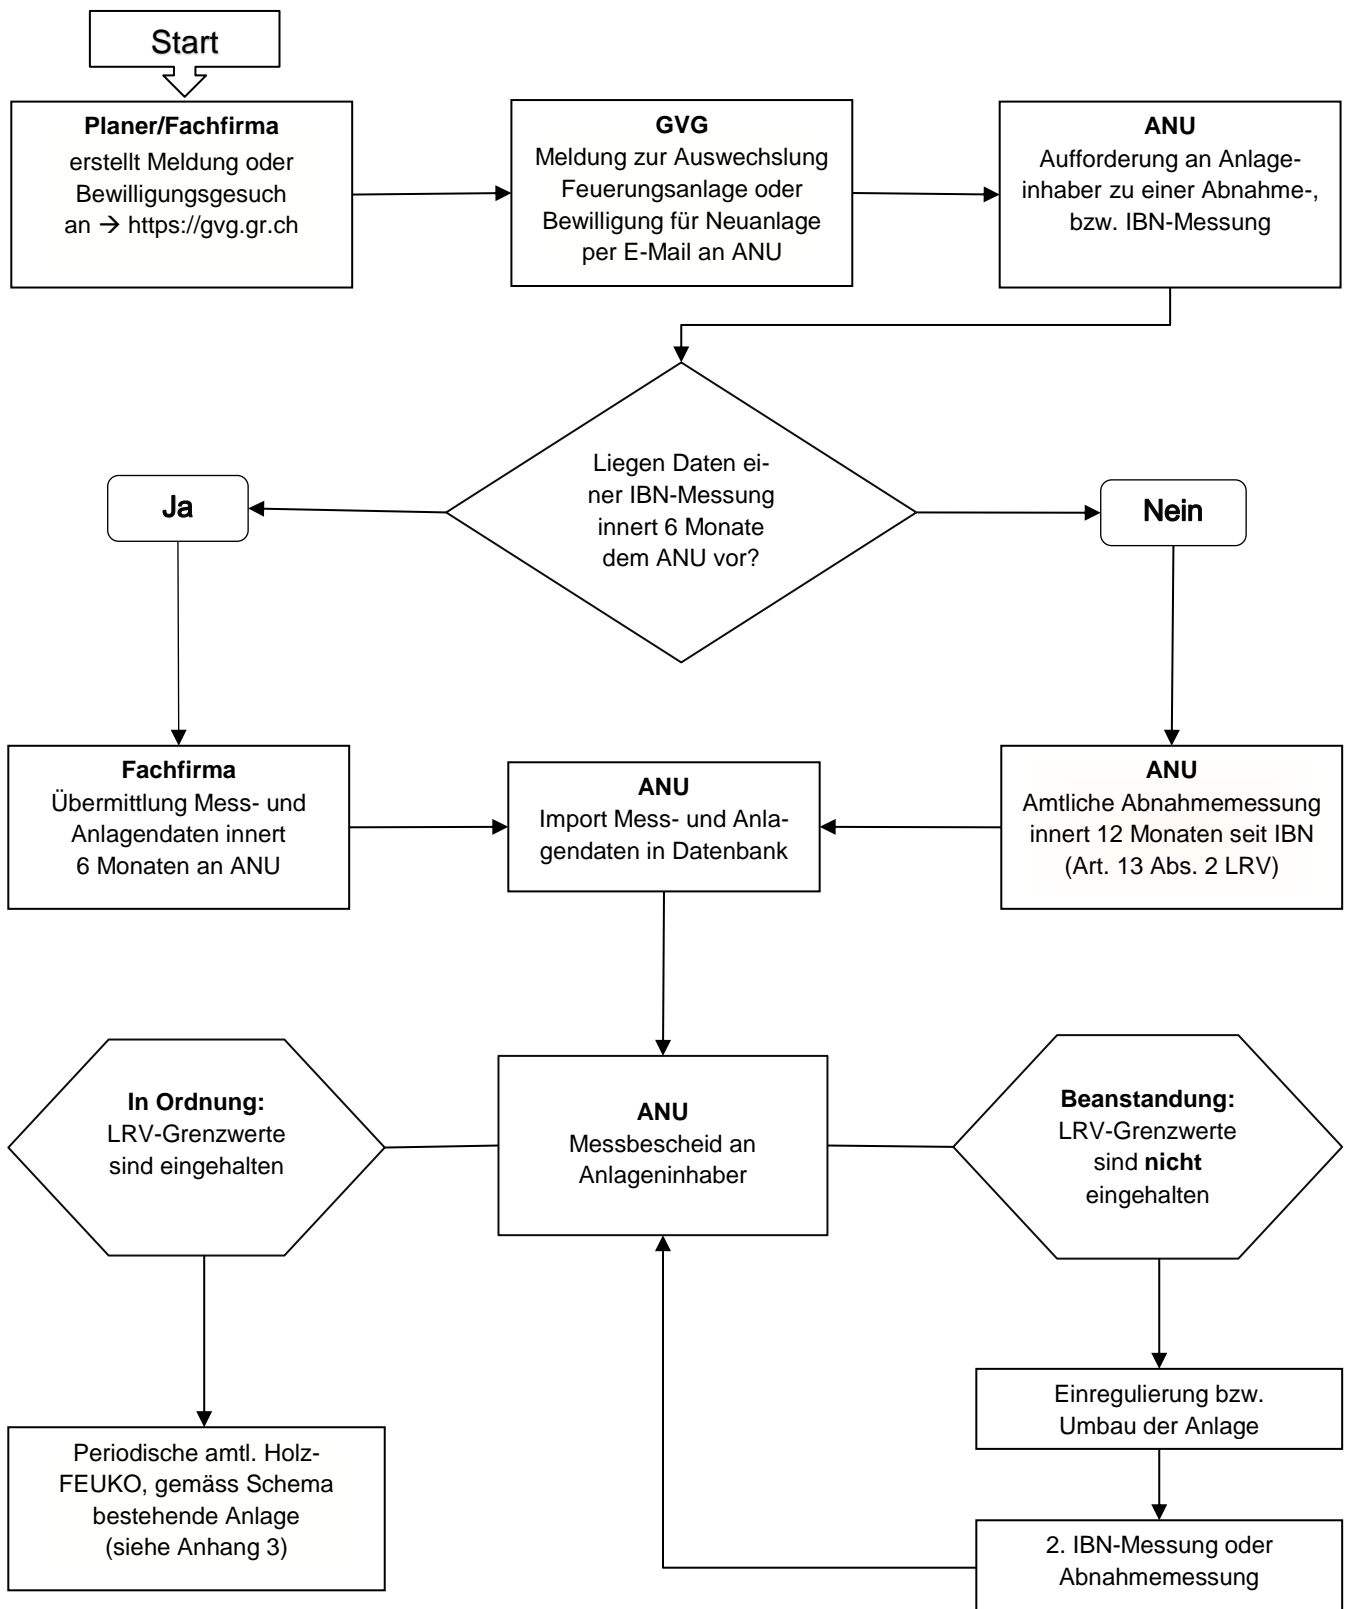 Start
Planer/Fachfirma
erstellt Meldung oder
Bewilligungsgesuch
an → https://gvg.gr.ch
GVG
Meldung zur Auswechslung
Feuerungsanlage oder
Bewilligung für Neuanlage
per E-Mail an ANU
ANU
Aufforderung an Anlage-
inhaber zu einer Abnahme-,
bzw. IBN-Messung
Liegen Daten ei-
ner IBN-Messung
innert 6 Monate
dem ANU vor?
Ja
Nein
Fachfirma
Übermittlung Mess- und
Anlagendaten innert
6 Monaten an ANU
ANU
Import Mess- und Anla-
gendaten in Datenbank
ANU
Amtliche Abnahmemessung
innert 12 Monaten seit IBN
(Art. 13 Abs. 2 LRV)
In Ordnung:
LRV-Grenzwerte
sind eingehalten
ANU
Messbescheid an
Anlageninhaber
Beanstandung:
LRV-Grenzwerte
sind nicht
eingehalten
Einregulierung bzw.
Umbau der Anlage
Periodische amtl. Holz-
FEUKO, gemäss Schema
bestehende Anlage
(siehe Anhang 3)
2. IBN-Messung oder
Abnahmemessung